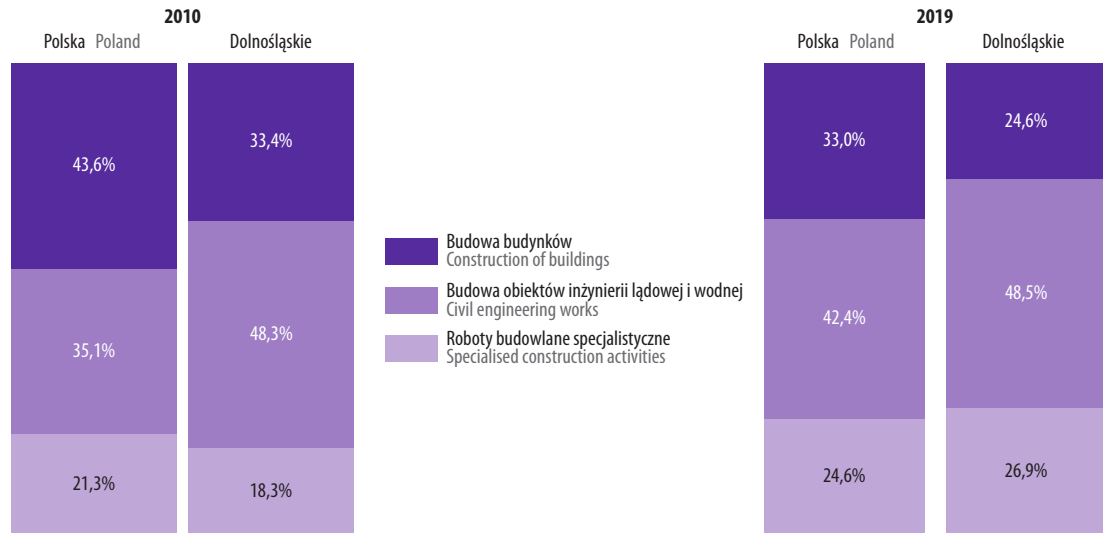 2010
Polska Poland
Dolnośląskie
43,6%
35,1%
21,3%
33,4%
48,3%
18,3%
Budowa budynków
Construction of buildings
Budowa obiektów inżynierii lądowej i wodnej
Civil engineering works
Roboty budowlane specjalistyczne
Specialised construction activities
2019
Polska Poland
Dolnośląskie
33,0%
42,4%
24,6%
24,6%
48,5%
26,9%